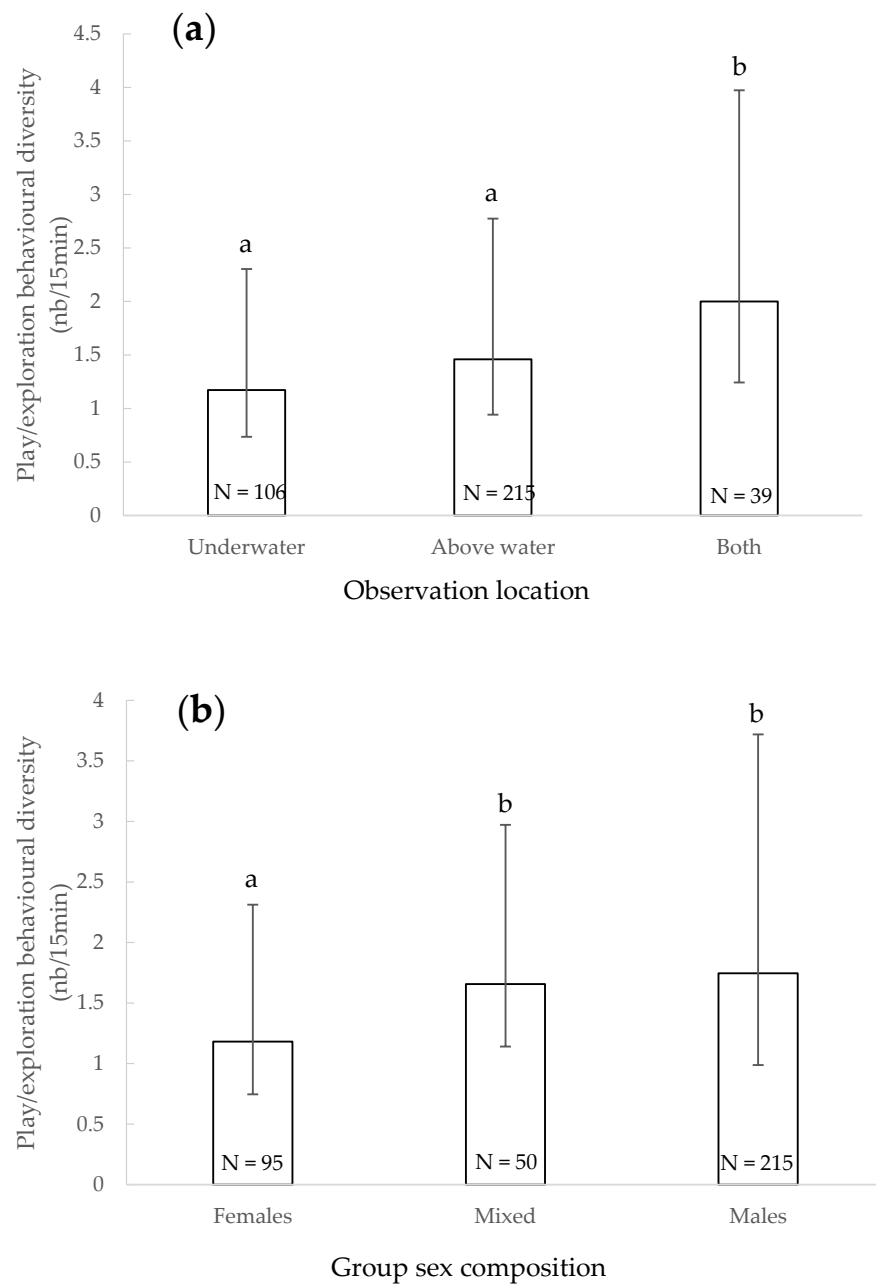 (a)
Play/exploration behavioural diversity
(nb/15min)
4.5
4
3.5
3
2.5
2
1.5
1
0.5
0
a
a
b
N = 106
N = 215
N = 39
Underwater
Above water
Both
Observation location
(b)
Play/exploration behavioural diversity
(nb/15min)
4
3.5
3
2.5
2
1.5
1
0.5
0
a
b
b
N = 95
N = 50
N = 215
Females
Mixed
Males
Group sex composition